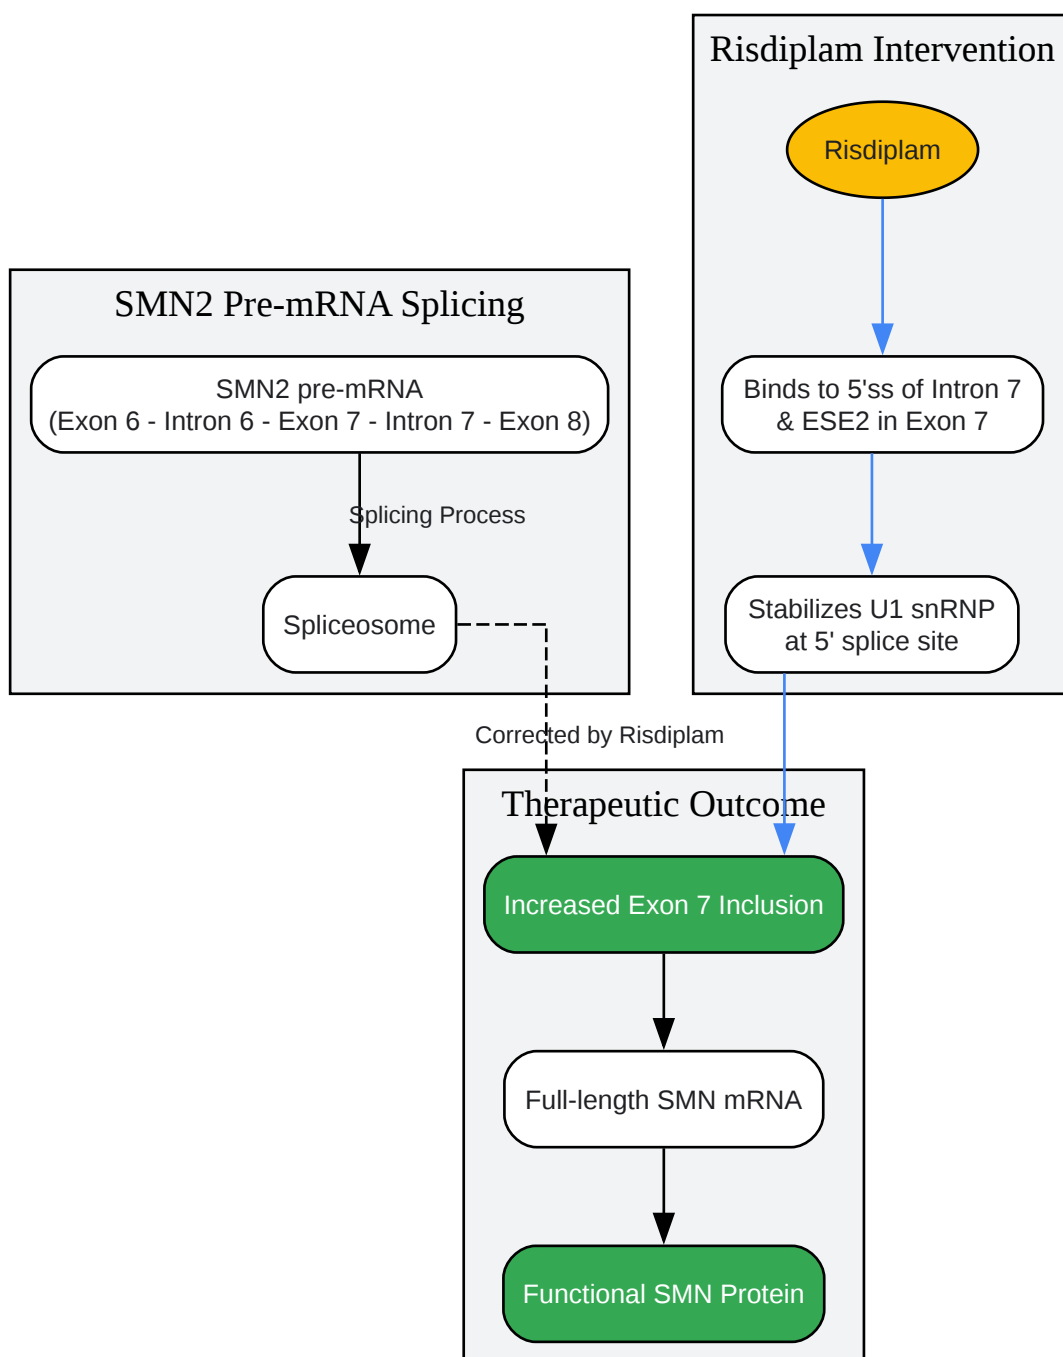 Risdiplam Intervention
Risdiplam
Binds to 5'ss of Intron 7
& ESE2 in Exon 7
Stabilizes U1 snRNP
at 5' splice site
SMN2 Pre-mRNA Splicing
SMN2 pre-mRNA
(Exon 6 - Intron 6 - Exon 7 - Intron 7 - Exon 8)
Splicing Process
Spliceosome
Corrected by Risdiplam
Therapeutic Outcome
Increased Exon 7 Inclusion
Full-length SMN mRNA
Functional SMN Protein